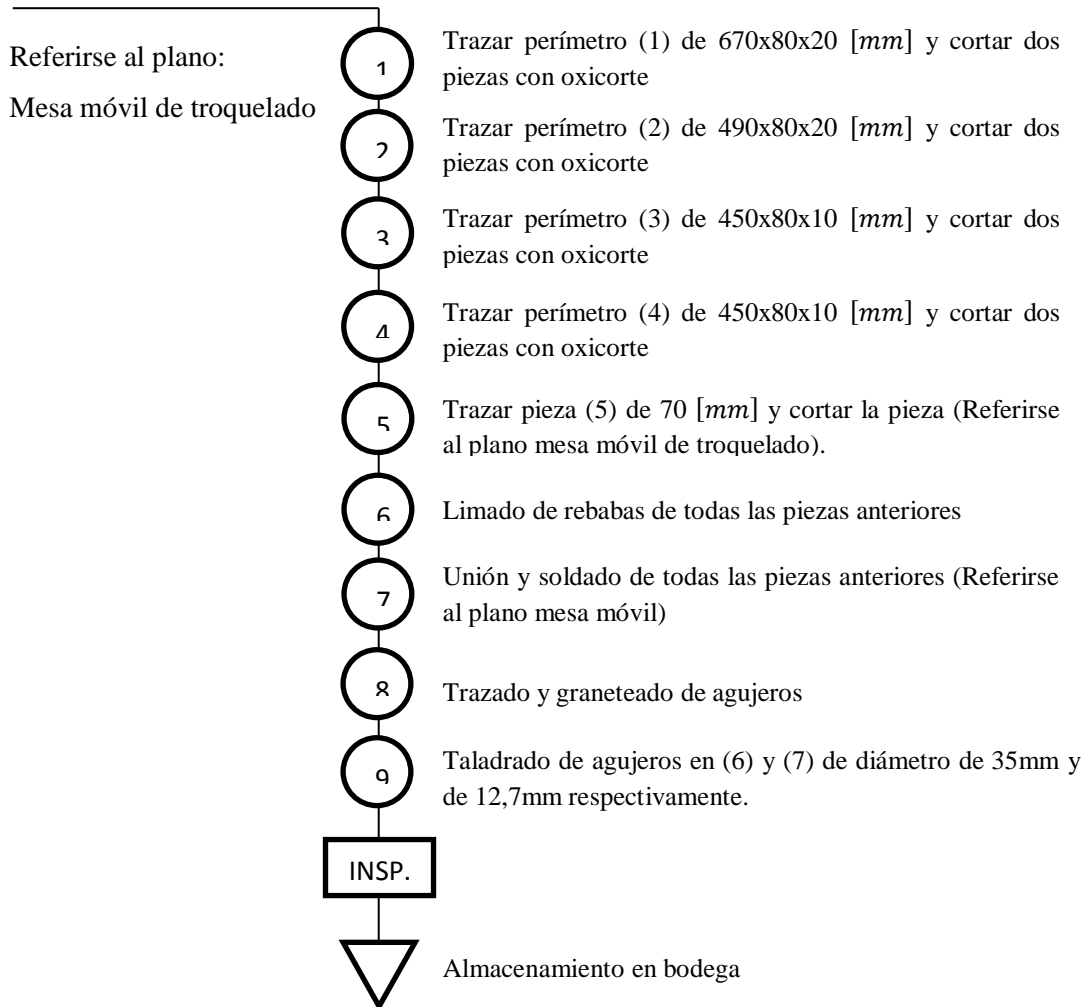 Referirse al plano:
Mesa móvil de troquelado
1
Trazar perímetro (1) de 670x80x20 [mm] y cortar dos
piezas con oxicorte
2
Trazar perímetro (2) de 490x80x20 [mm] y cortar dos
piezas con oxicorte
3
Trazar perímetro (3) de 450x80x10 [mm] y cortar dos
piezas con oxicorte
4
Trazar perímetro (4) de 450x80x10 [mm] y cortar dos
piezas con oxicorte
5
Trazar pieza (5) de 70 [mm] y cortar la pieza (Referirse
al plano mesa móvil de troquelado).
6
Limado de rebabas de todas las piezas anteriores
7
Unión y soldado de todas las piezas anteriores (Referirse
al plano mesa móvil)
8
Trazado y graneteado de agujeros
9
Taladrado de agujeros en (6) y (7) de diámetro de 35mm y
de 12,7mm respectivamente.
INSP.
Almacenamiento en bodega